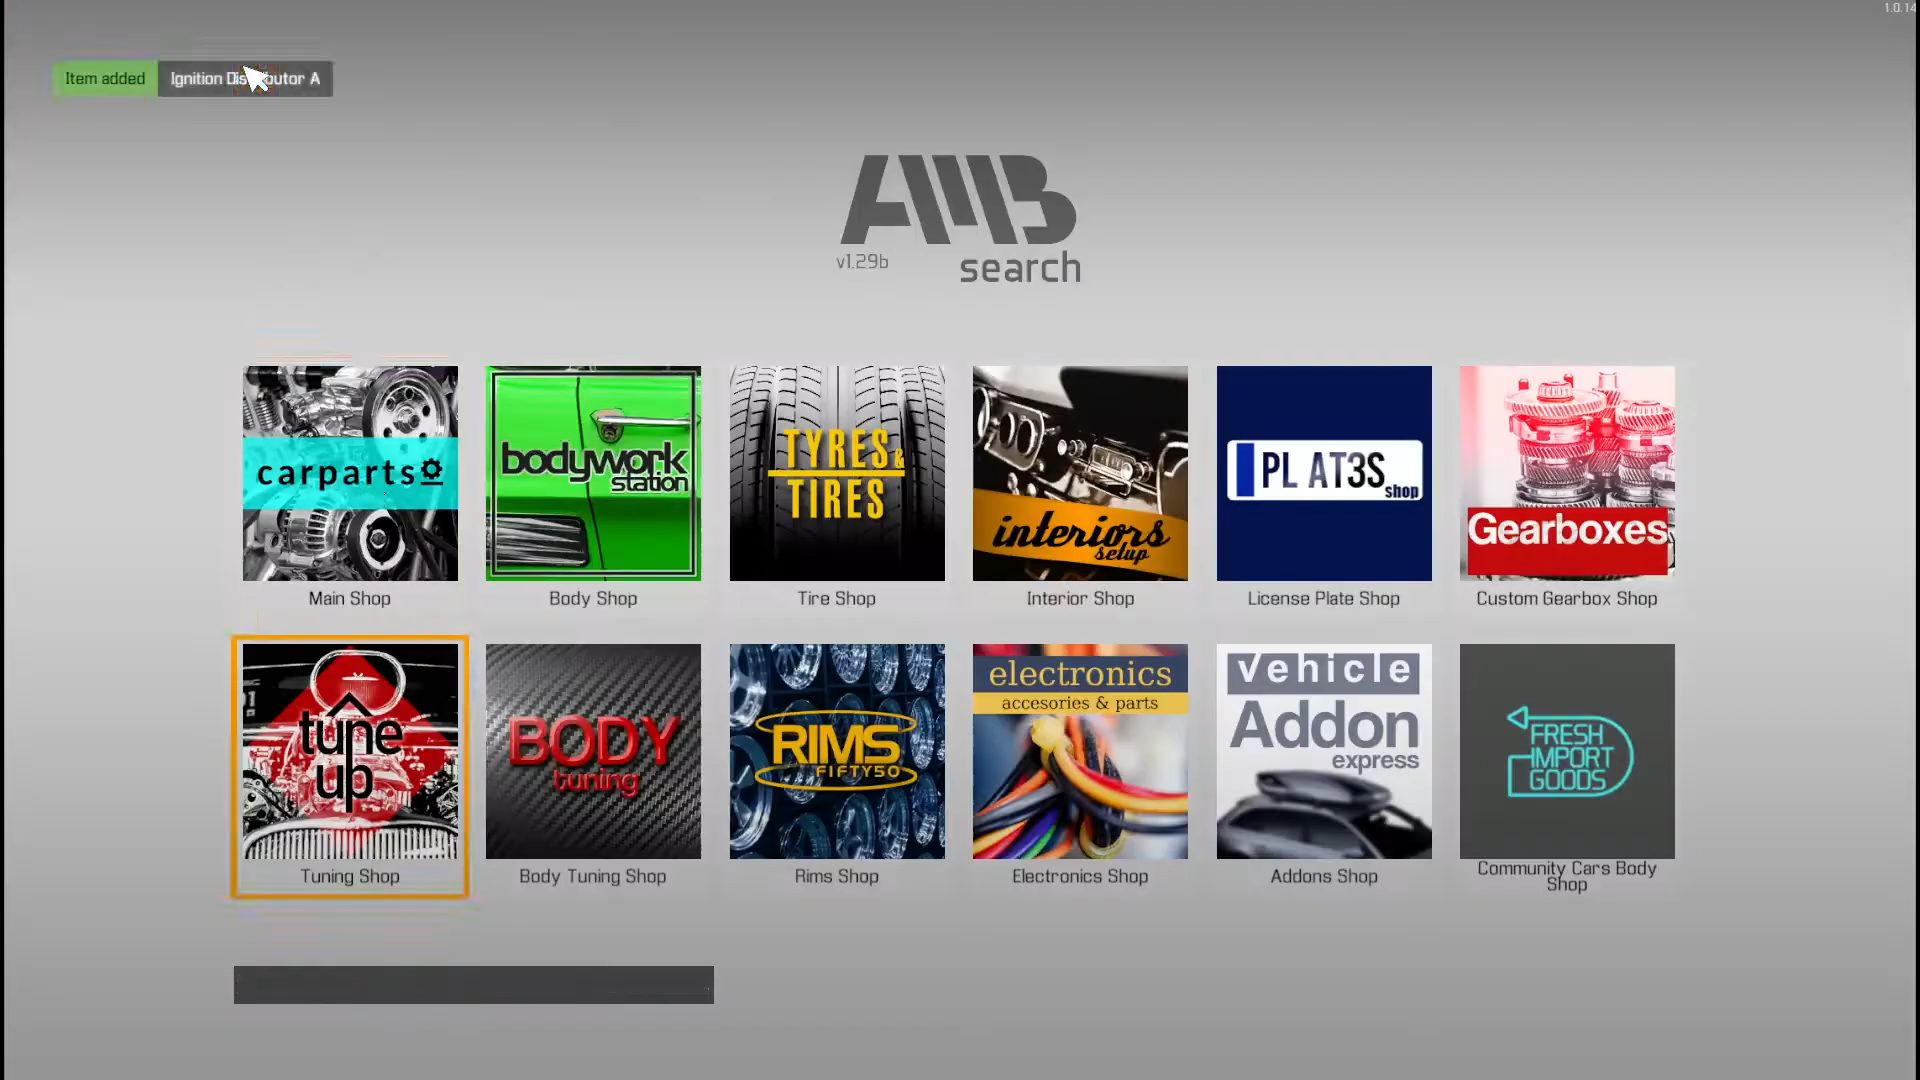 1.0.14
Item added
Ignition Distributor A
AMB
v1.29b
search
carparts
bodywork
station
TYRES &
TIRES
interiors
setup
PL AT3S
shop
Gearboxes
Main Shop
Body Shop
Tire Shop
Interior Shop
License Plate Shop
Custom Gearbox Shop
tune
up
BODY
tuning
RIMS
FIFTY50
electronics
accesories & parts
vehicle
Addon
express
FRESH
IMPORT
GOODS
Tuning Shop
Body Tuning Shop
Rims Shop
Electronics Shop
Addons Shop
Community Cars Body
Shop